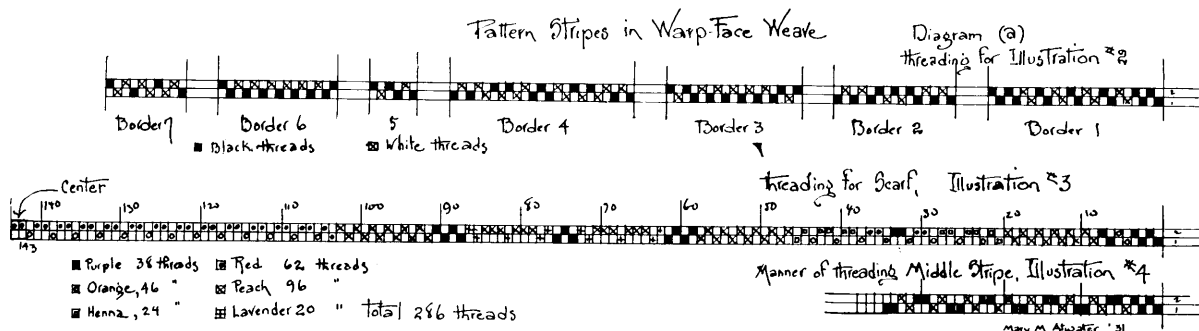 Pattern Stripes in Warp-Face Weave
Diagram (a)
threading for Illustration #2
Border 7 Border 6 5 Border 4 Border 3 Border 2 Border 1
Black threads White threads
threading for Scarf, Illustration #3
Center
140 130 120 110 100 90 80 70 60 50 40 30 20 10
143
Purple 38 threads Red 62 threads
Orange, 46 " Peach 96 "
Henna, 24 " Lavender 20 " Total 286 threads
Manner of threading Middle Stripe, Illustration #4
Mary M. Atwater '31